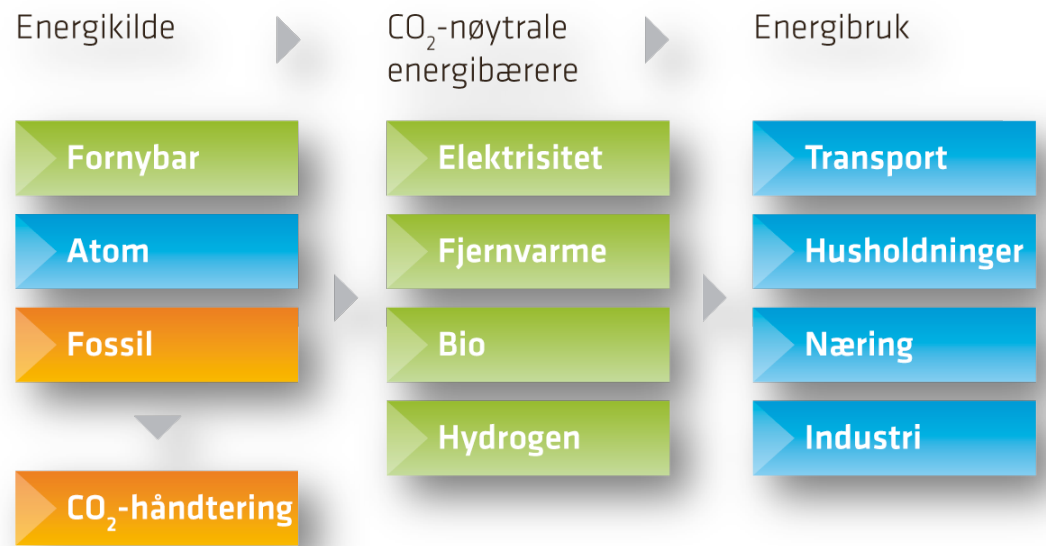 Energikilde
CO₂-nøytrale
energibærere
Energibruk
Fornybar
Atom
Fossil
CO₂-håndtering
Elektrisitet
Fjernvarme
Bio
Hydrogen
Transport
Husholdninger
Næring
Industri